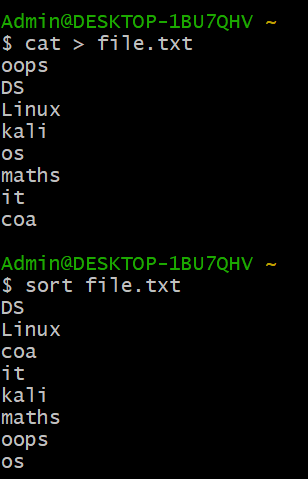 Admin@DESKTOP-1BU7QHV ~
$ cat > file.txt
oops
DS
Linux
kali
os
maths
it
coa
Admin@DESKTOP-1BU7QHV ~
$ sort file.txt
DS
Linux
coa
it
kali
maths
oops
os